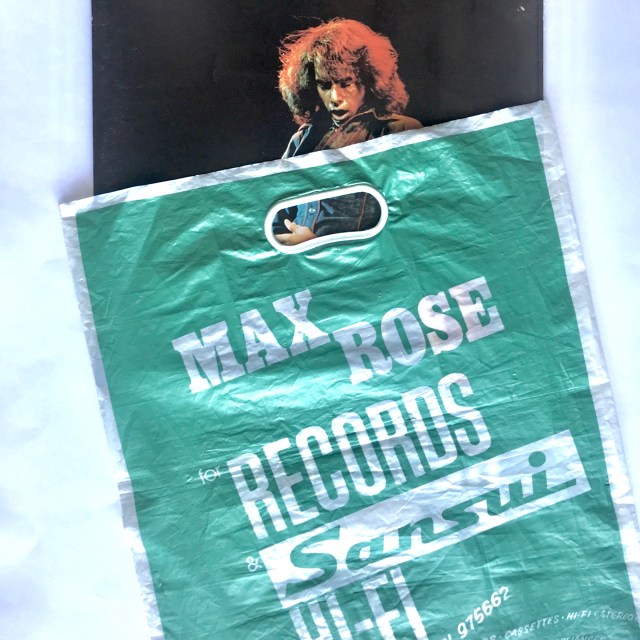 MAX
ROSE
for RECORDS
& Sansui
HI-FI
975662
CASSETTES · HI-FI · STEREO